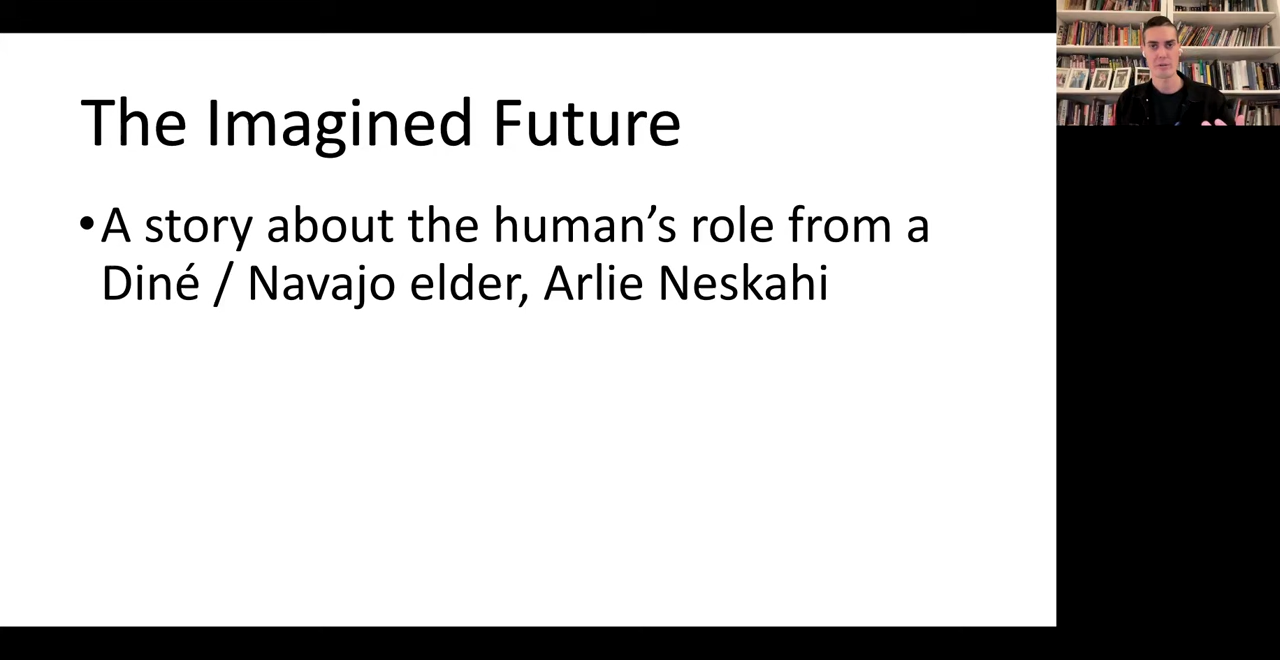 The Imagined Future
•A story about the human’s role from a
Diné / Navajo elder, Arlie Neskahi